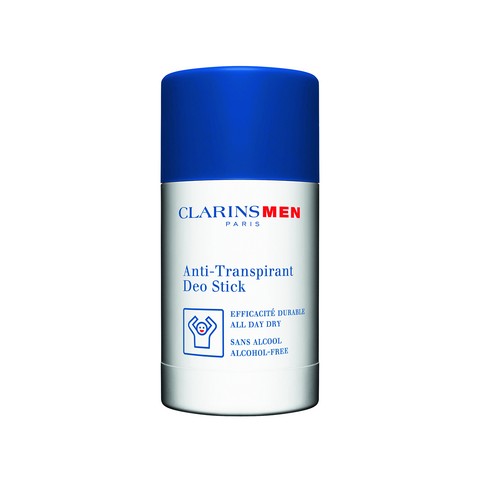 CLARINSMEN
PARIS
Anti-Transpirant
Deo Stick
EFFICACITÉ DURABLE
ALL DAY DRY
SANS ALCOOL
ALCOHOL-FREE